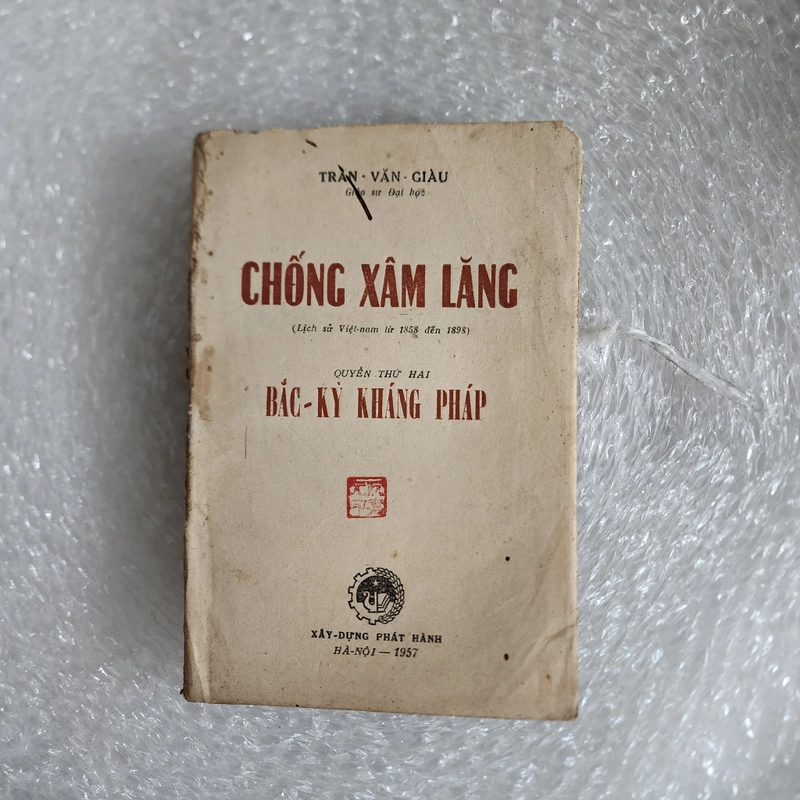 TRẦN · VĂN · GIÀU
Giáo sư Đại học
CHỐNG XÂM LĂNG
(Lịch sử Việt-nam từ 1858 đến 1898)
QUYỂN THỨ HAI
BẮC-KỲ KHÁNG PHÁP
XÂY-DỰNG PHÁT HÀNH
HÀ-NỘI — 1957